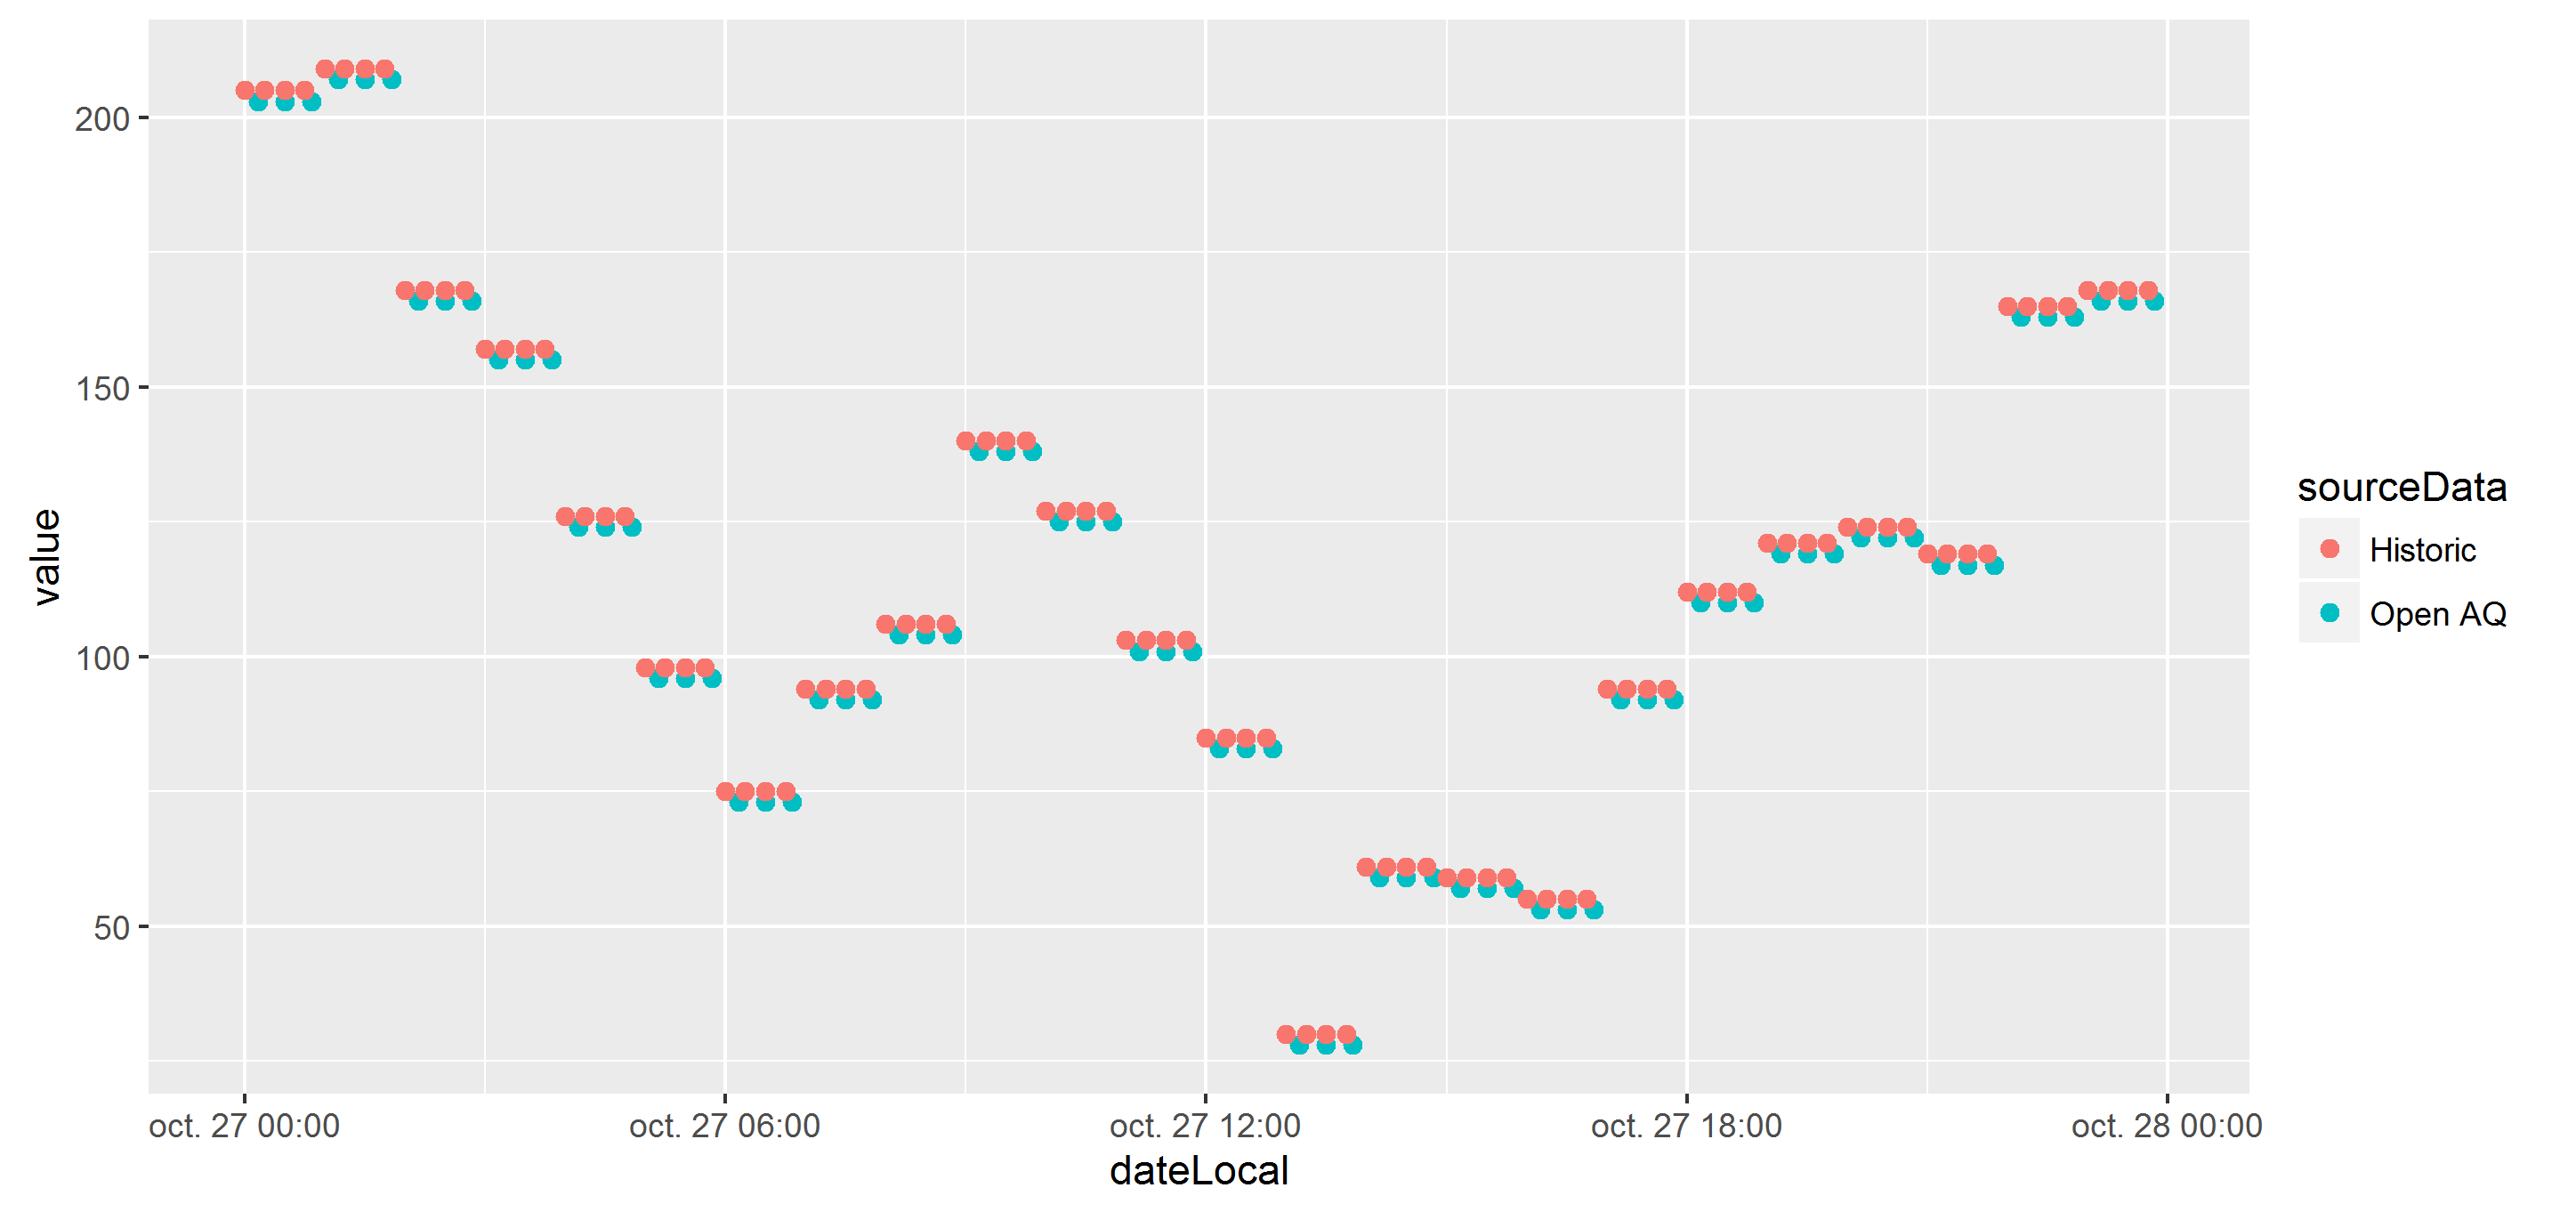 200
150
100
50
value
oct. 27 00:00
oct. 27 06:00
oct. 27 12:00
oct. 27 18:00
oct. 28 00:00
dateLocal
sourceData
Historic
Open AQ